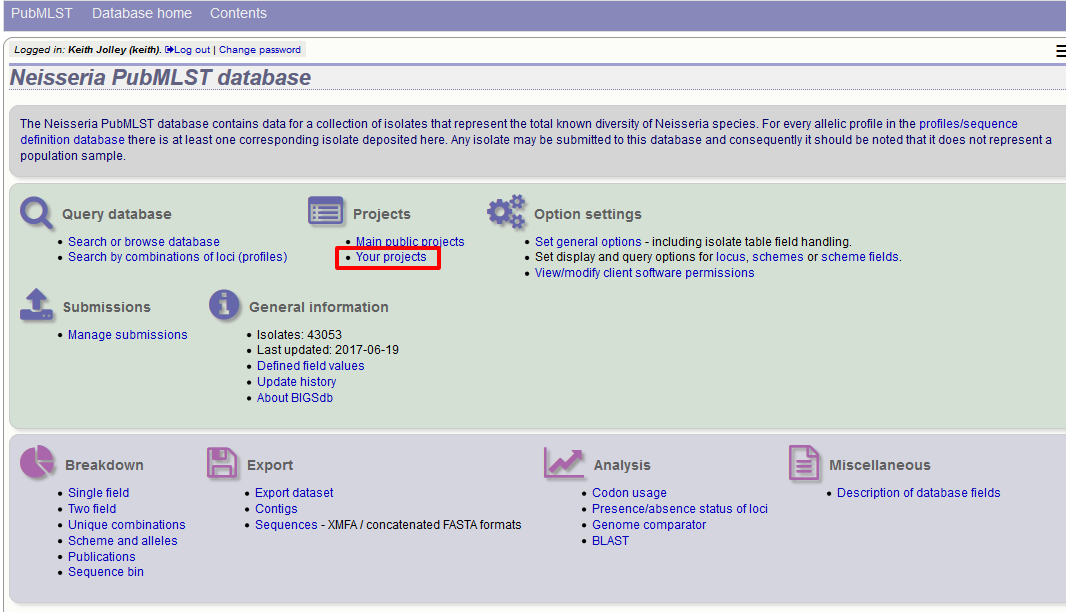 PubMLST Database home Contents
Logged in: Keith Jolley (keith). Log out | Change password
Neisseria PubMLST database
The Neisseria PubMLST database contains data for a collection of isolates that represent the total known diversity of Neisseria species. For every allelic profile in the profiles/sequence
definition database there is at least one corresponding isolate deposited here. Any isolate may be submitted to this database and consequently it should be noted that it does not represent a
population sample.
Query database
• Search or browse database
• Search by combinations of loci (profiles)
Projects
• Main public projects
• Your projects
Option settings
• Set general options - including isolate table field handling.
• Set display and query options for locus, schemes or scheme fields.
• View/modify client software permissions
Submissions
• Manage submissions
General information
• Isolates: 43053
• Last updated: 2017-06-19
• Defined field values
• Update history
• About BIGSdb
Breakdown
• Single field
• Two field
• Unique combinations
• Scheme and alleles
• Publications
• Sequence bin
Export
• Export dataset
• Contigs
• Sequences - XMFA / concatenated FASTA formats
Analysis
• Codon usage
• Presence/absence status of loci
• Genome comparator
• BLAST
Miscellaneous
• Description of database fields